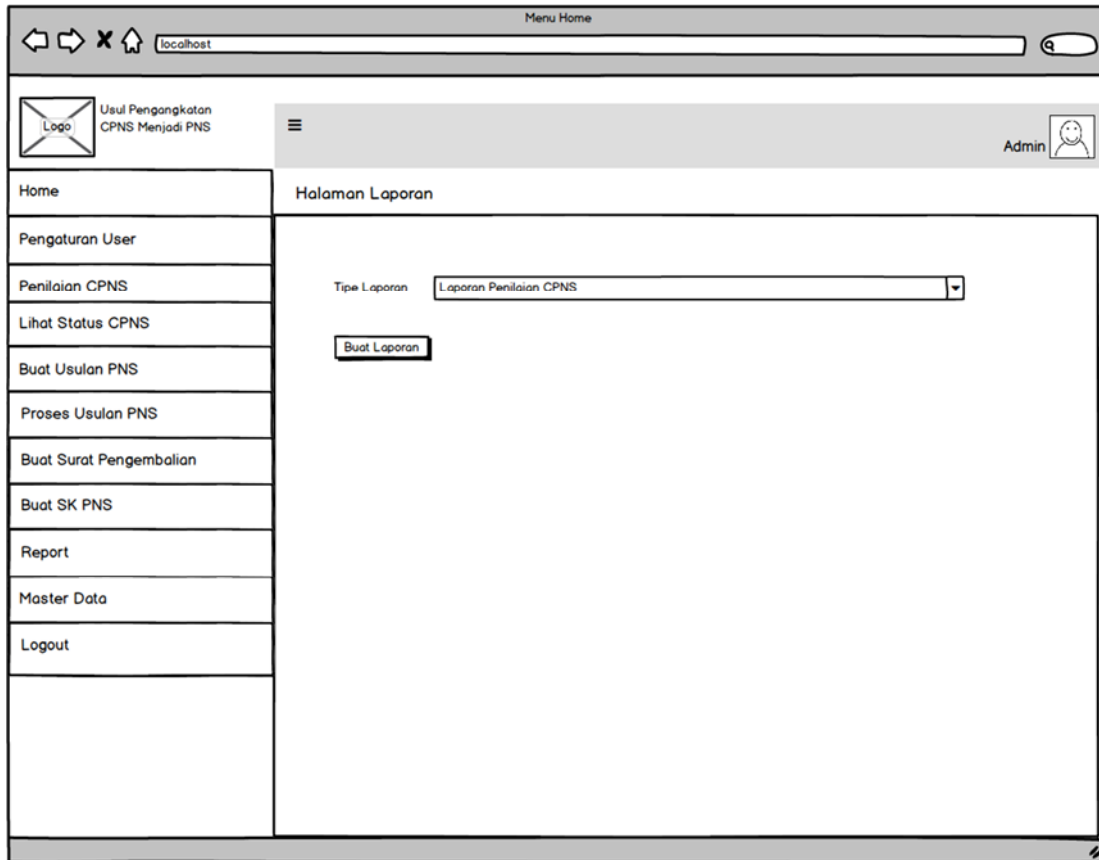 Menu Home
localhost
Logo
Usul Pengangkatan
CPNS Menjadi PNS
Admin
Home
Pengaturan User
Penilaian CPNS
Lihat Status CPNS
Buat Usulan PNS
Proses Usulan PNS
Buat Surat Pengembalian
Buat SK PNS
Report
Master Data
Logout
Halaman Laporan
Tipe Laporan Laporan Penilaian CPNS
Buat Laporan